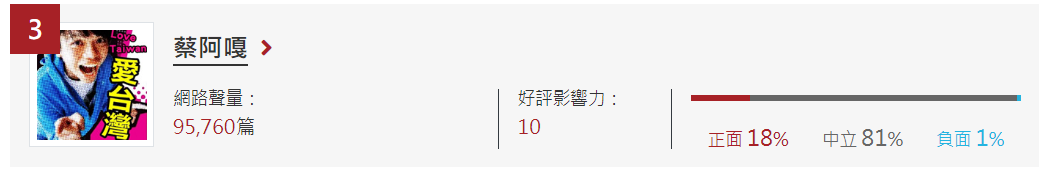 3
Love
Taiwan
愛台灣
蔡阿嘎
網路聲量：
95,760篇
好評影響力：
10
正面 18% 中立 81% 負面 1%